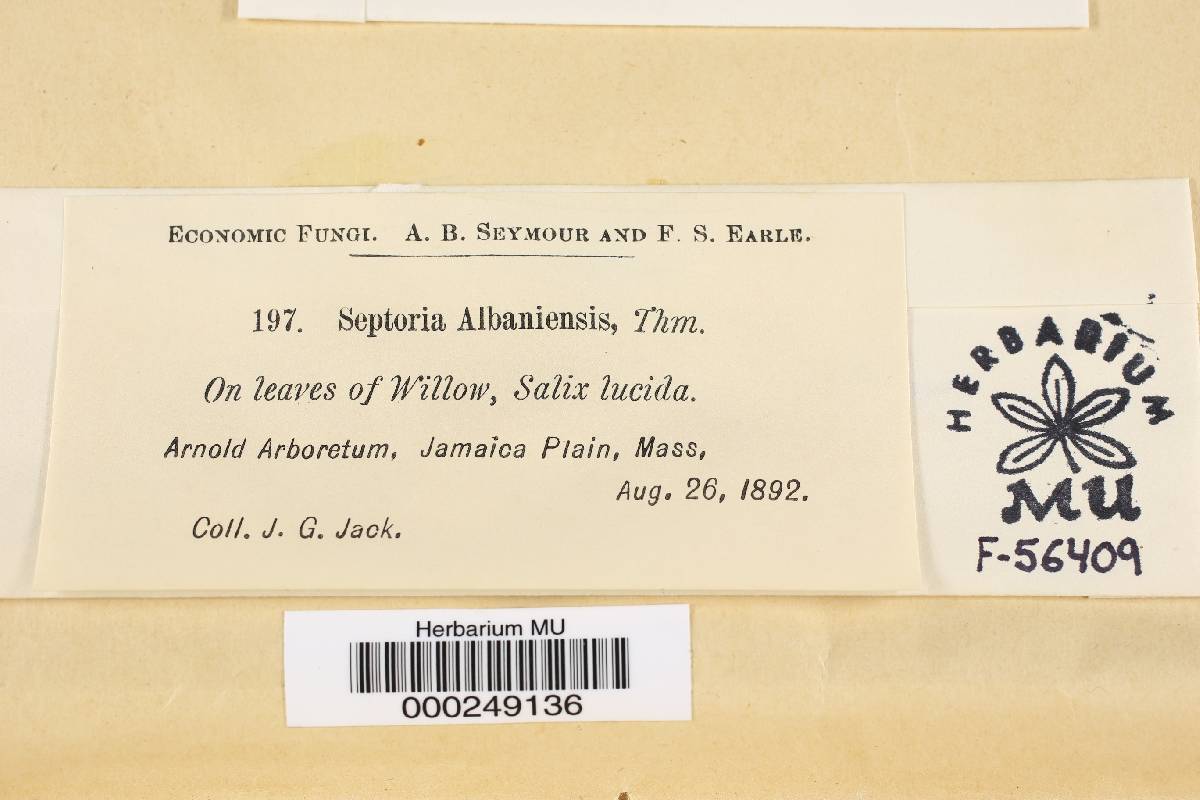 ECONOMIC FUNGI. A. B. SEYMOUR AND F. S. EARLE.
197. Septoria Albaniensis, Thm.
On leaves of Willow, Salix lucida.
Arnold Arboretum, Jamaica Plain, Mass,
Aug. 26, 1892.
Coll. J. G. Jack.
HERBARIUM
MU
F-56409
Herbarium MU
000249136